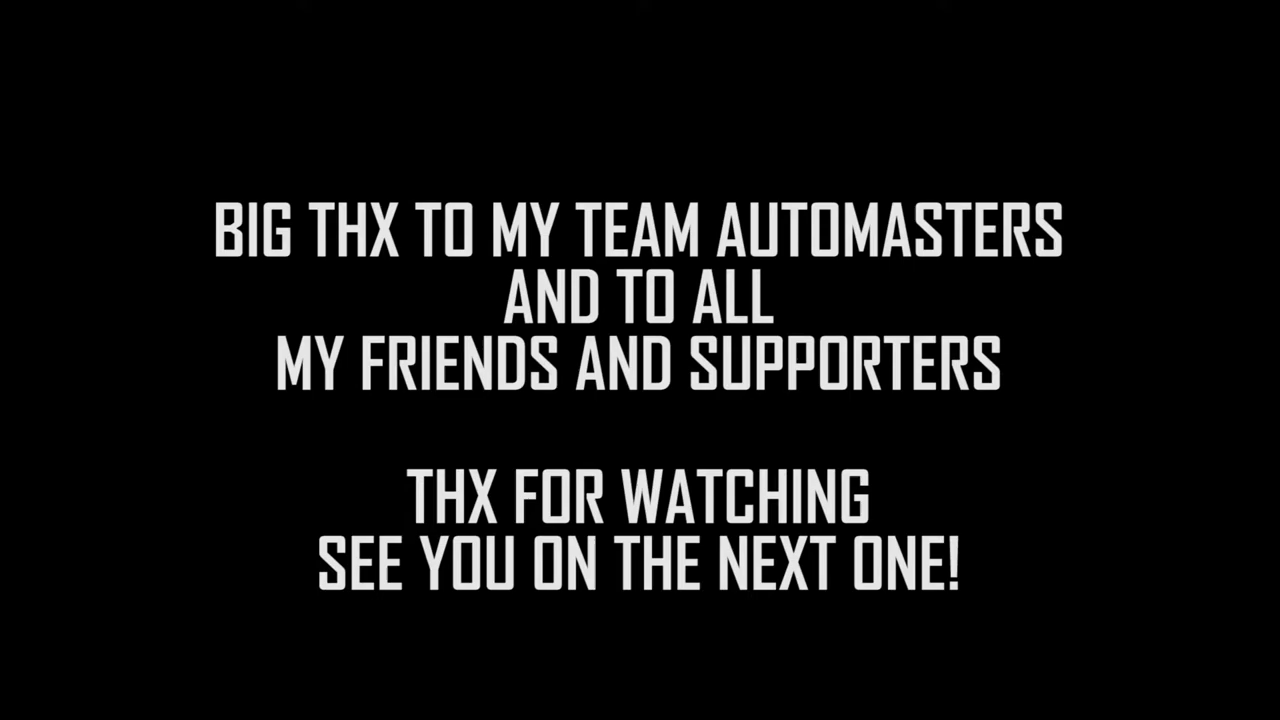 BIG THX TO MY TEAM AUTOMASTERS
AND TO ALL
MY FRIENDS AND SUPPORTERS
THX FOR WATCHING
SEE YOU ON THE NEXT ONE!